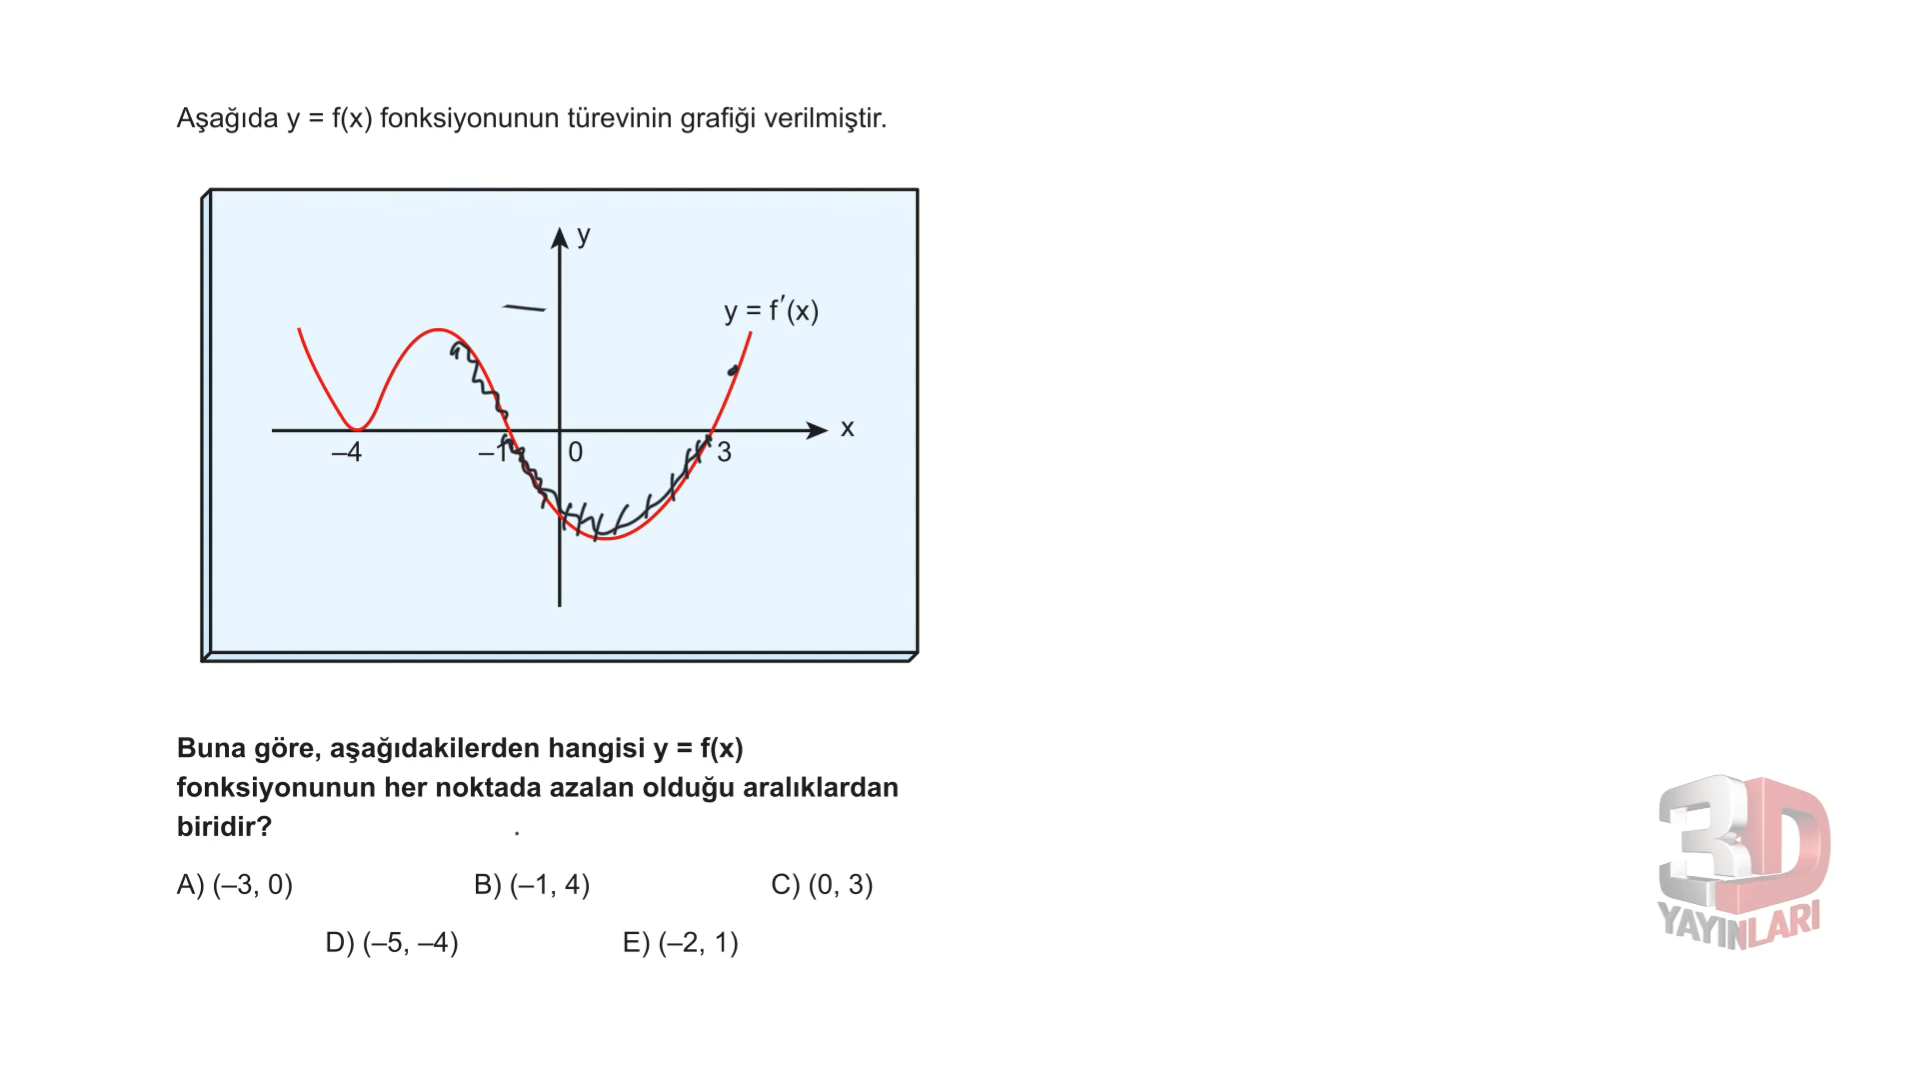 Aşağıda y = f(x) fonksiyonunun türevinin grafiği verilmiştir.
y
y = f′(x)
x
–4
–1
0
3
Buna göre, aşağıdakilerden hangisi y = f(x)
fonksiyonunun her noktada azalan olduğu aralıklardan
biridir?
A) (–3, 0) B) (–1, 4) C) (0, 3)
D) (–5, –4) E) (–2, 1)
3D
YAYINLARI